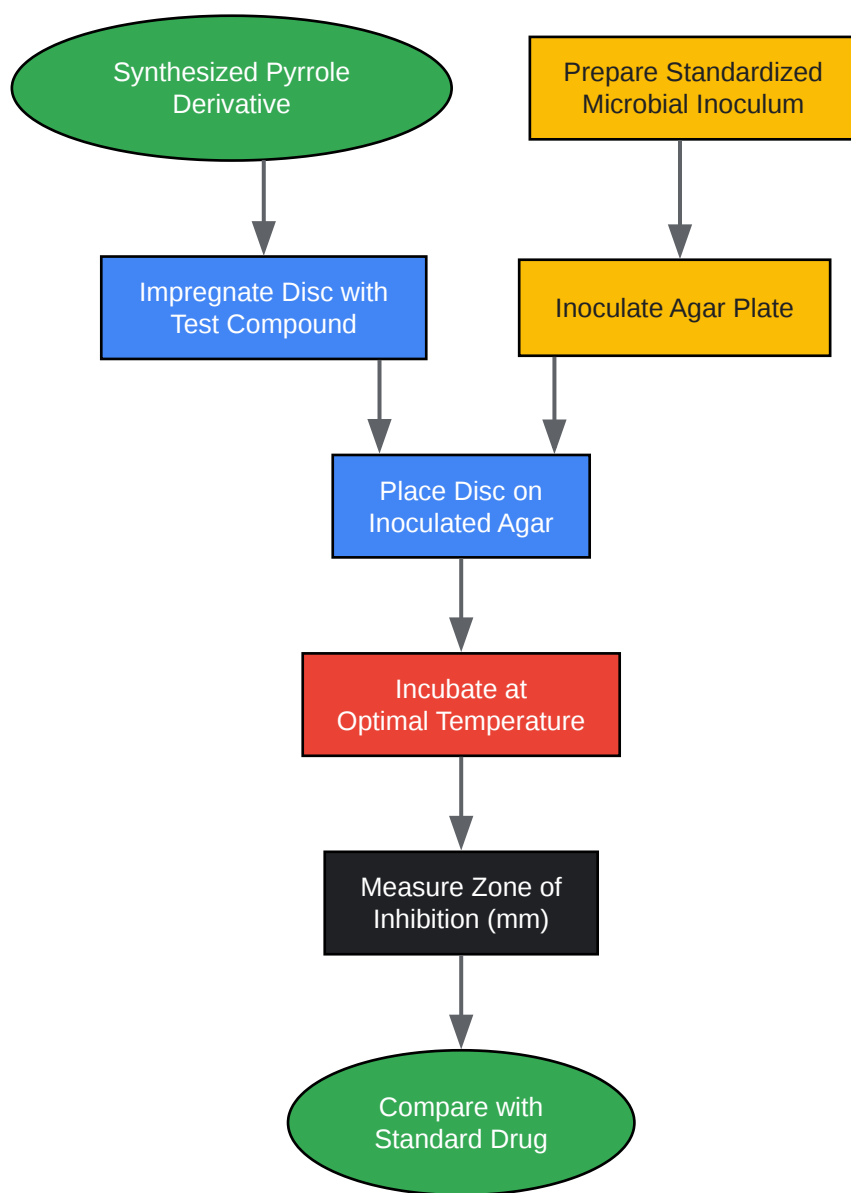 Synthesized Pyrrole
Derivative
Prepare Standardized
Microbial Inoculum
Impregnate Disc with
Test Compound
Inoculate Agar Plate
Place Disc on
Inoculated Agar
Incubate at
Optimal Temperature
Measure Zone of
Inhibition (mm)
Compare with
Standard Drug